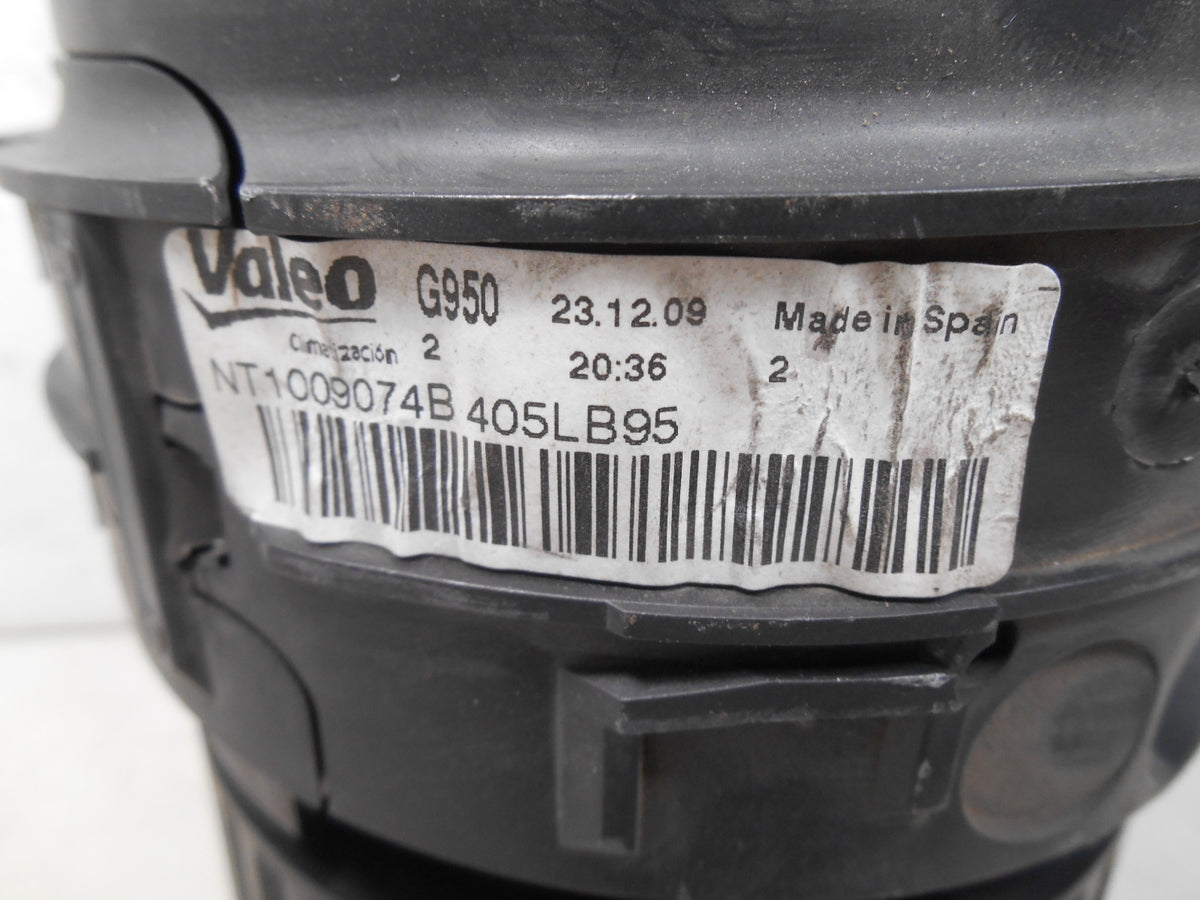 Valeo G950 23.12.09 Made in Spain
Climatización 2 20:36 2
NT1009074B 405LB95